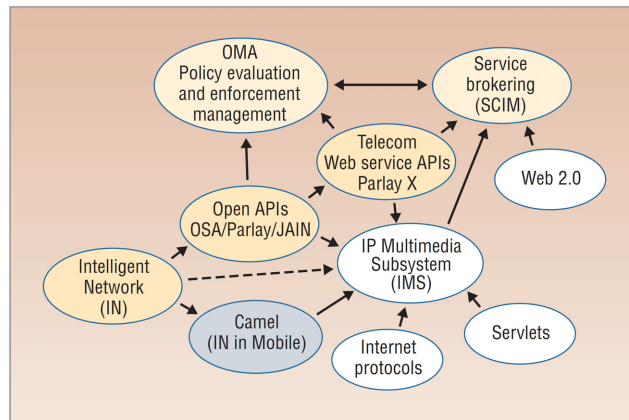 OMA
Policy evaluation
and enforcement
management
Service
brokering
(SCIM)
Telecom
Web service APIs
Parlay X
Web 2.0
Open APIs
OSA/Parlay/JAIN
IP Multimedia
Subsystem
(IMS)
Intelligent
Network
(IN)
Camel
(IN in Mobile)
Servlets
Internet
protocols